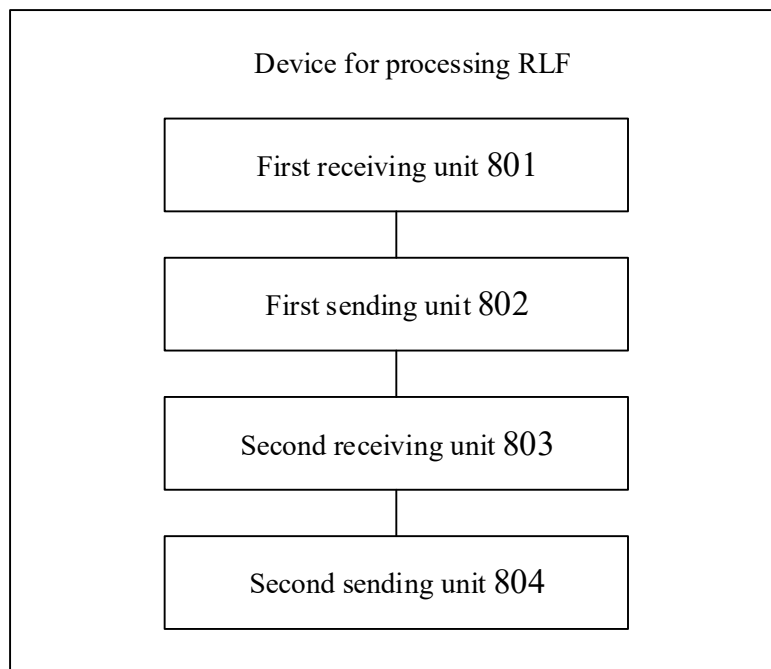 Device for processing RLF
First receiving unit 801
First sending unit 802
Second receiving unit 803
Second sending unit 804